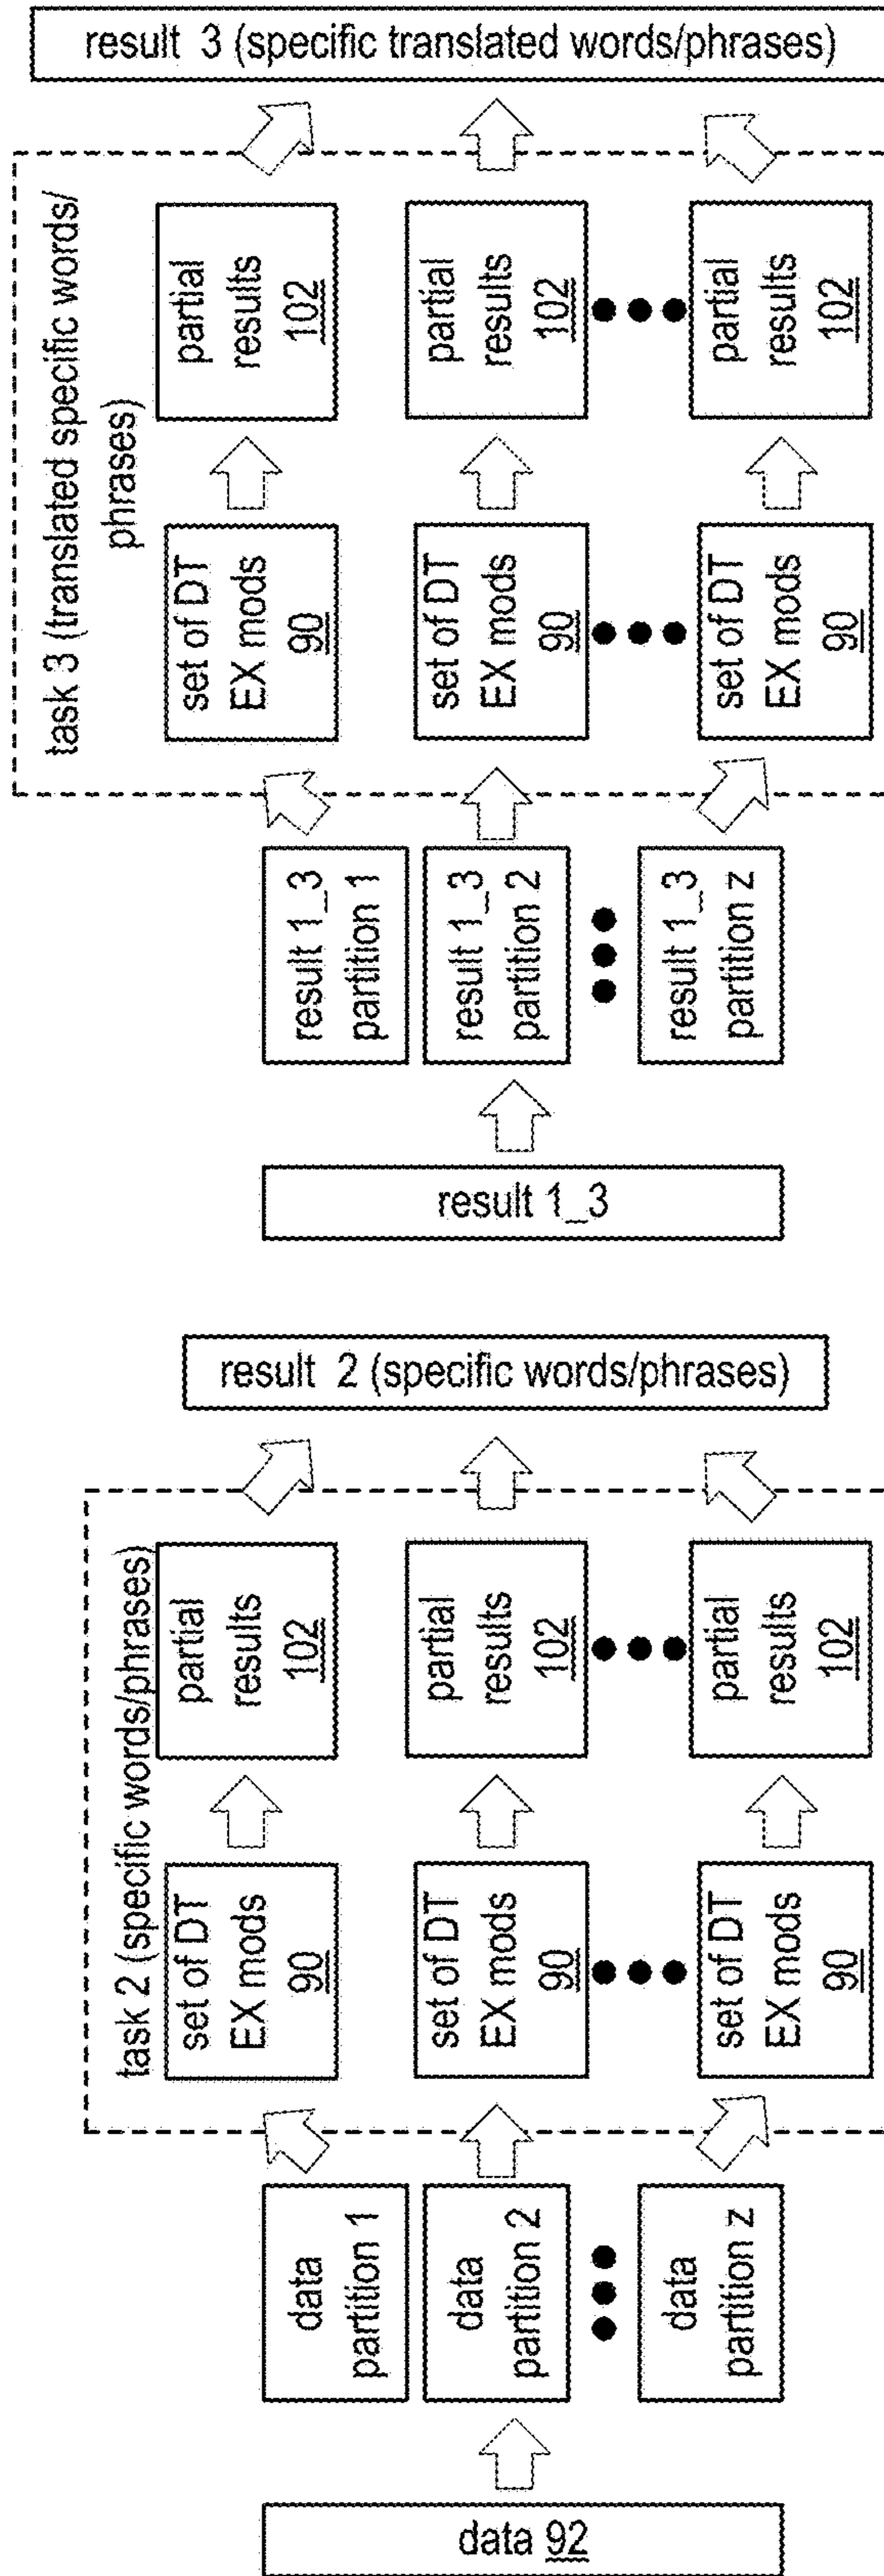 data 92
data
partition 1
data
partition 2
data
partition z
task 2 (specific words/phrases)
set of DT
EX mods
90
set of DT
EX mods
90
set of DT
EX mods
90
partial
results
102
partial
results
102
partial
results
102
result 2 (specific words/phrases)
result 1_3
result 1_3
partition 1
result 1_3
partition 2
result 1_3
partition z
task 3 (translated specific words/
phrases)
set of DT
EX mods
90
set of DT
EX mods
90
set of DT
EX mods
90
partial
results
102
partial
results
102
partial
results
102
result 3 (specific translated words/phrases)